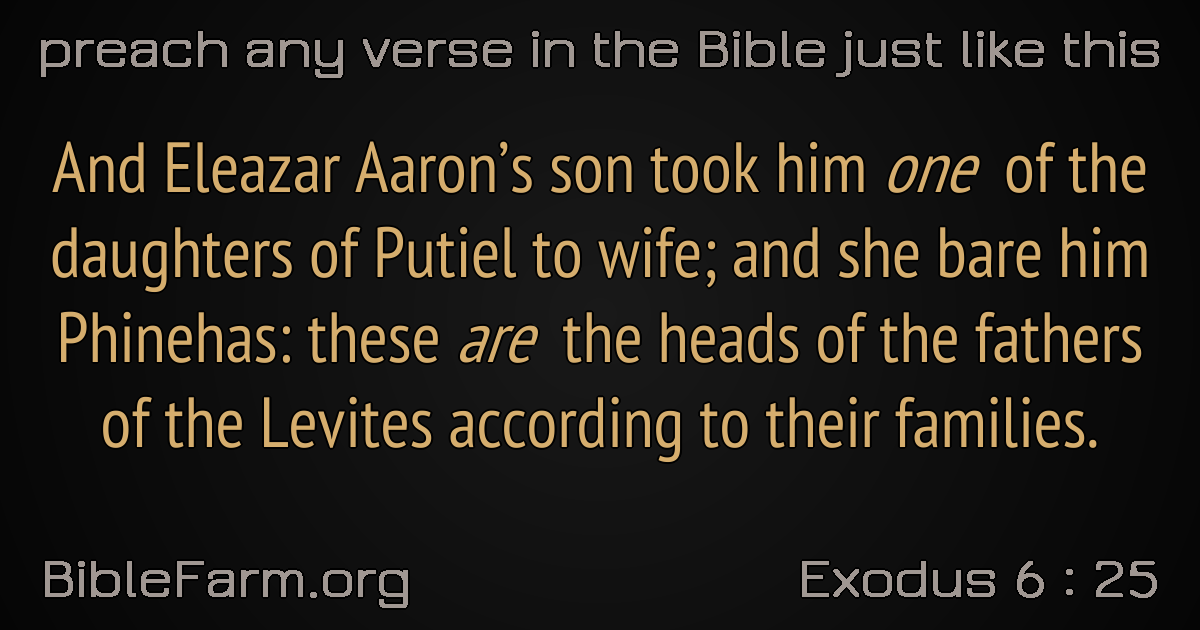 preach any verse in the Bible just like this
And Eleazar Aaron’s son took him one of the
daughters of Putiel to wife; and she bare him
Phinehas: these are the heads of the fathers
of the Levites according to their families.
BibleFarm.org
Exodus 6 : 25